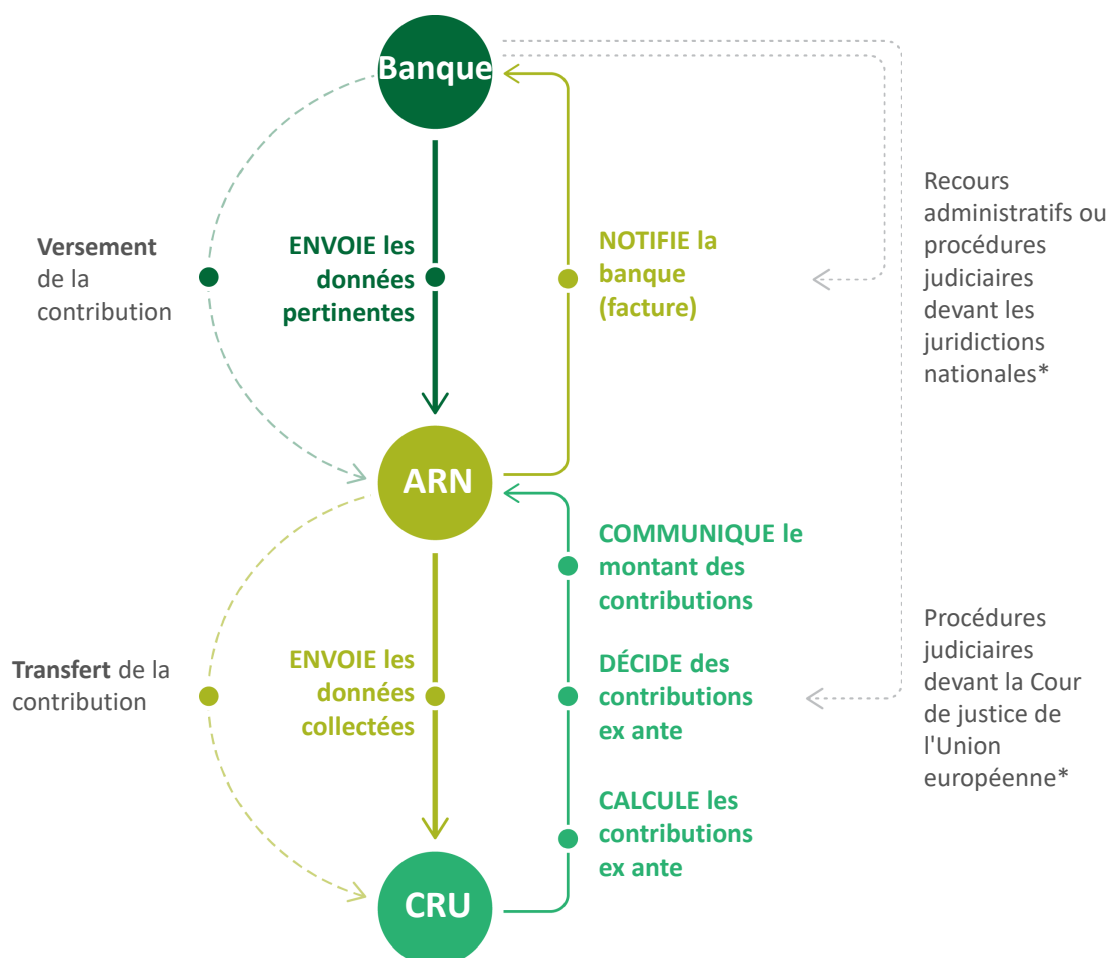 Banque
Versement
de la
contribution
ENVOIE les
données
pertinentes
NOTIFIE la
banque
(facture)
Recours
administratifs ou
procédures
judiciaires
devant les
juridictions
nationales*
ARN
Transfert de la
contribution
ENVOIE les
données
collectées
COMMUNIQUE le
montant des
contributions
DÉCIDE des
contributions
ex ante
CALCULE les
contributions
ex ante
Procédures
judiciaires
devant la Cour
de justice de
l'Union
européenne*
CRU